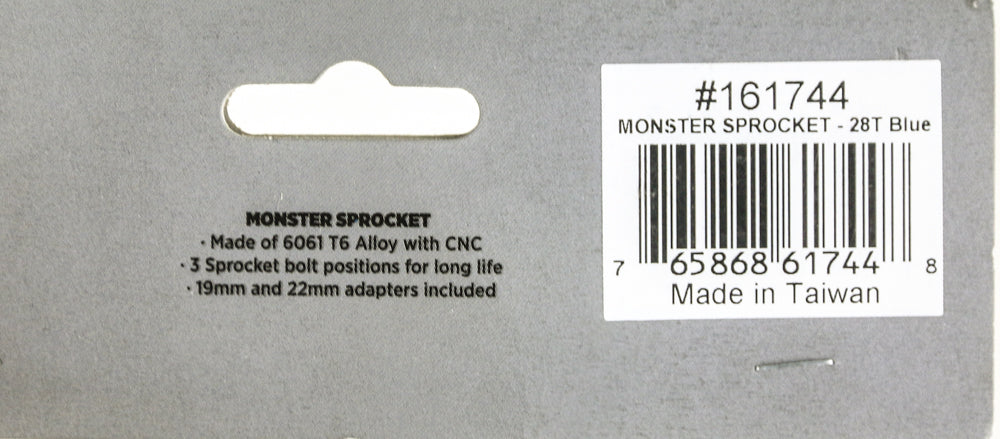 MONSTER SPROCKET
· Made of 6061 T6 Alloy with CNC
· 3 Sprocket bolt positions for long life
· 19mm and 22mm adapters included
#161744
MONSTER SPROCKET - 28T Blue
7 65868 61744 8
Made in Taiwan